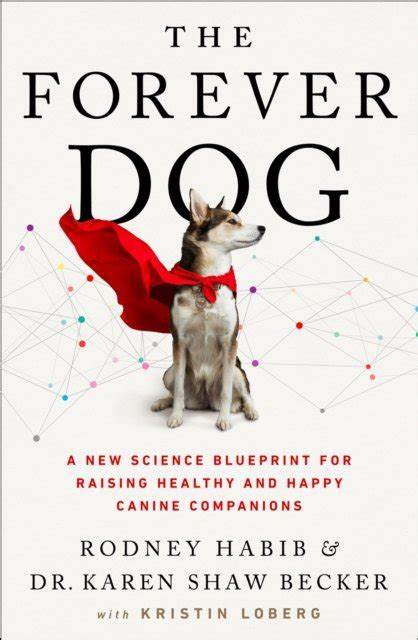 THE
FOREVER
DOG
A NEW SCIENCE BLUEPRINT FOR
RAISING HEALTHY AND HAPPY
CANINE COMPANIONS
RODNEY HABIB &
DR. KAREN SHAW BECKER
with KRISTIN LOBERG